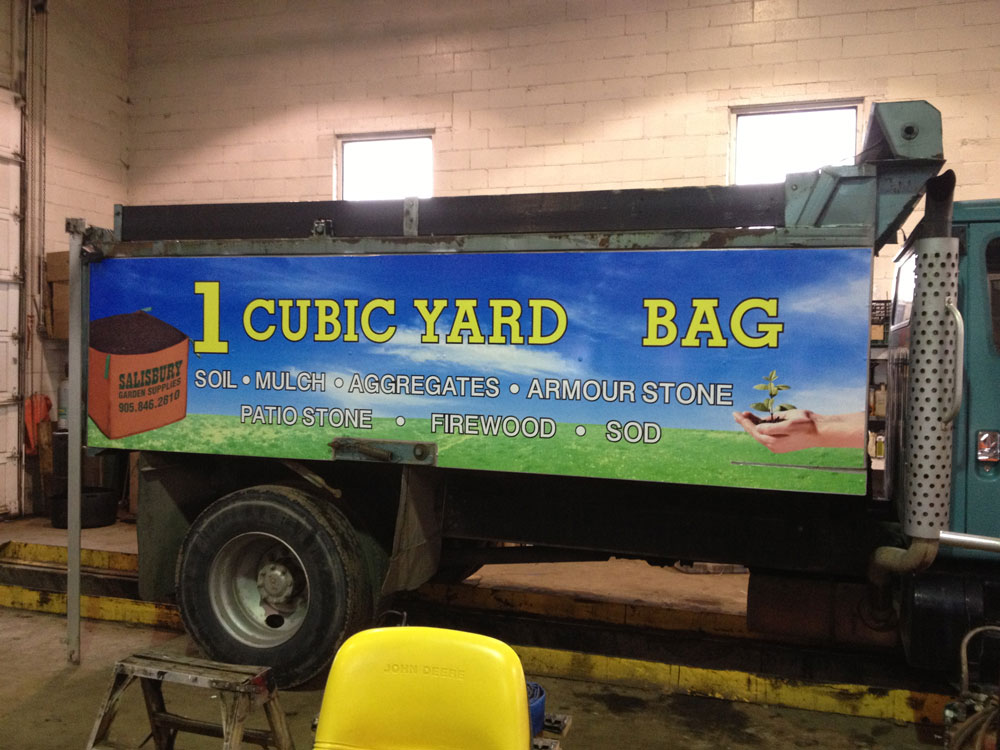 1 CUBIC YARD BAG
SOIL • MULCH • AGGREGATES • ARMOUR STONE
PATIO STONE • FIREWOOD • SOD
SALISBURY
GARDEN SUPPLIES
905.846.2810
JOHN DEERE